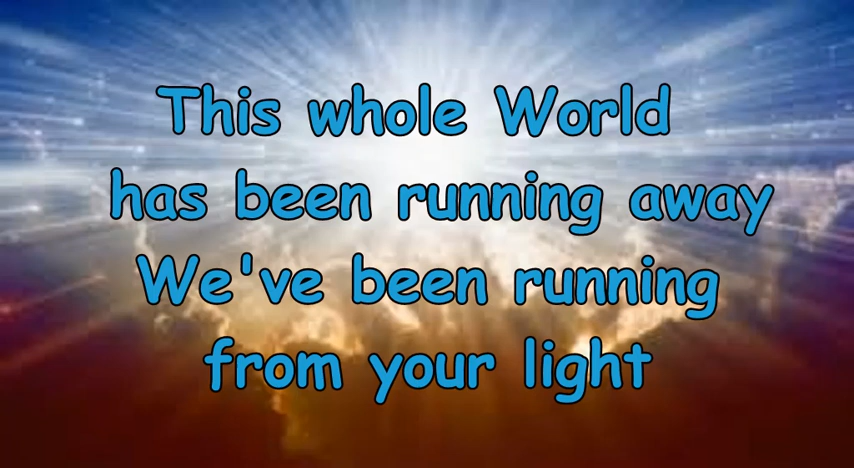 This whole World
has been running away
We've been running
from your light